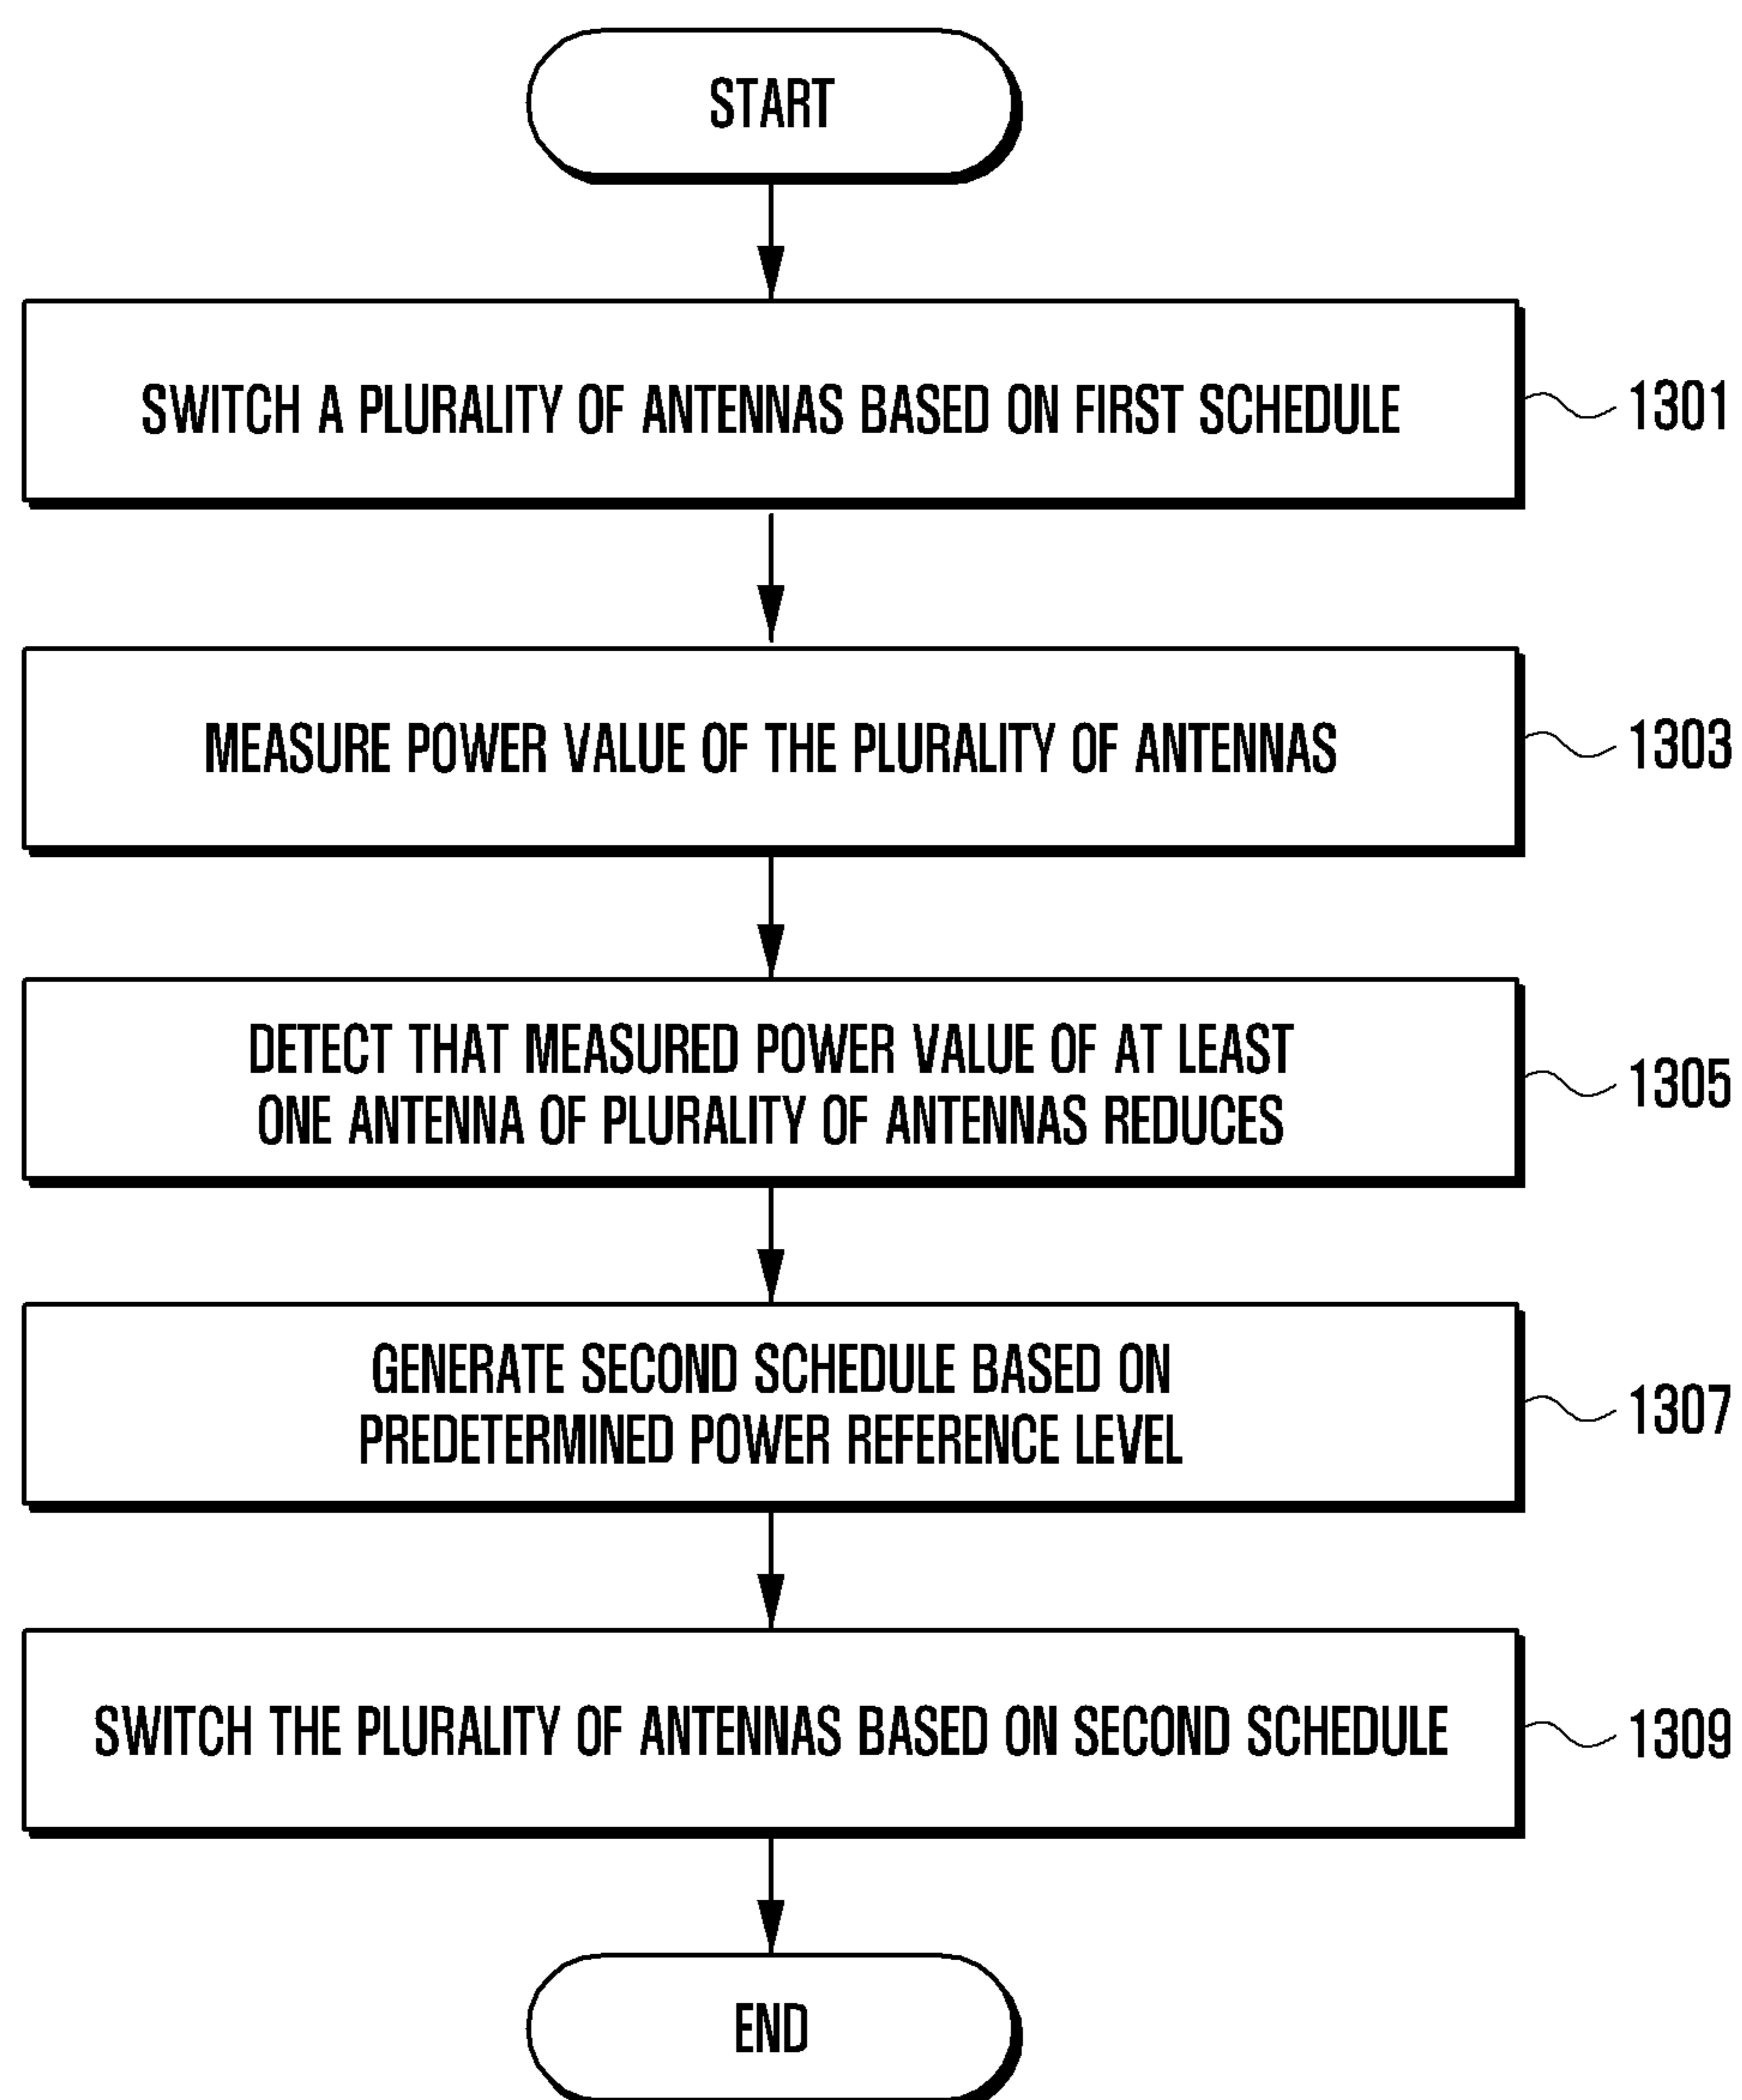 START
SWITCH A PLURALITY OF ANTENNAS BASED ON FIRST SCHEDULE
1301
MEASURE POWER VALUE OF THE PLURALITY OF ANTENNAS
1303
DETECT THAT MEASURED POWER VALUE OF AT LEAST
ONE ANTENNA OF PLURALITY OF ANTENNAS REDUCES
1305
GENERATE SECOND SCHEDULE BASED ON
PREDETERMINED POWER REFERENCE LEVEL
1307
SWITCH THE PLURALITY OF ANTENNAS BASED ON SECOND SCHEDULE
1309
END